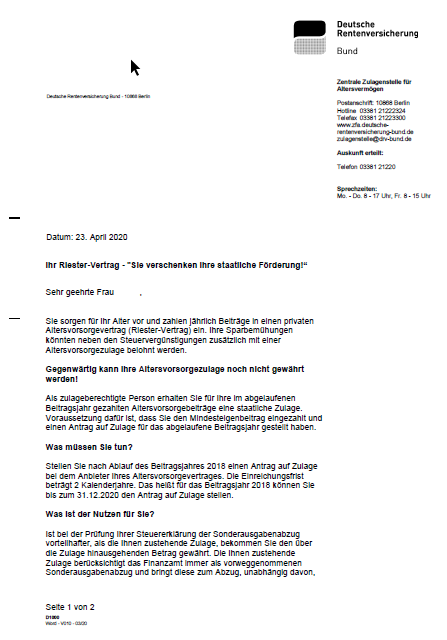 Deutsche
Rentenversicherung
Bund
Zentrale Zulagenstelle für
Altersvermögen
Deutsche Rentenversicherung Bund - 10868 Berlin
Postanschrift: 10868 Berlin
Hotline 03381 21222324
Telefax 03381 21223300
www.zfa.deutsche-
rentenversicherung-bund.de
zulagenstelle@drv-bund.de
Auskunft erteilt:
Telefon 03381 21220
Sprechzeiten:
Mo. - Do. 8 - 17 Uhr, Fr. 8 - 15 Uhr
Datum: 23. April 2020
Ihr Riester-Vertrag - "Sie verschenken Ihre staatliche Förderung!"
Sehr geehrte Frau
Sie sorgen für Ihr Alter vor und zahlen jährlich Beiträge in einen privaten
Altersvorsorgevertrag (Riester-Vertrag) ein. Ihre Sparbemühungen
könnten neben den Steuervergünstigungen zusätzlich mit einer
Altersvorsorgezulage belohnt werden.
Gegenwärtig kann Ihre Altersvorsorgezulage noch nicht gewährt
werden!
Als zulageberechtigte Person erhalten Sie für Ihre im abgelaufenen
Beitragsjahr gezahlten Altersvorsorgebeiträge eine staatliche Zulage.
Voraussetzung dafür ist, dass Sie den Mindesteigenbeitrag eingezahlt und
einen Antrag auf Zulage für das abgelaufene Beitragsjahr gestellt haben.
Was müssen Sie tun?
Stellen Sie nach Ablauf des Beitragsjahres 2018 einen Antrag auf Zulage
bei dem Anbieter Ihres Altersvorsorgevertrages. Die Einreichungsfrist
beträgt 2 Kalenderjahre. Das heißt für das Beitragsjahr 2018 können Sie
bis zum 31.12.2020 den Antrag auf Zulage stellen.
Was ist der Nutzen für Sie?
Ist bei der Prüfung Ihrer Steuererklärung der Sonderausgabenabzug
vorteilhafter, als die Ihnen zustehende Zulage, bekommen Sie den über
die Zulage hinausgehenden Betrag gewährt. Die Ihnen zustehende
Zulage berücksichtigt das Finanzamt immer als vorweggenommenen
Sonderausgabenabzug und bringt diese zum Abzug, unabhängig davon,
Seite 1 von 2
D1000
Word - V010 - 03/20